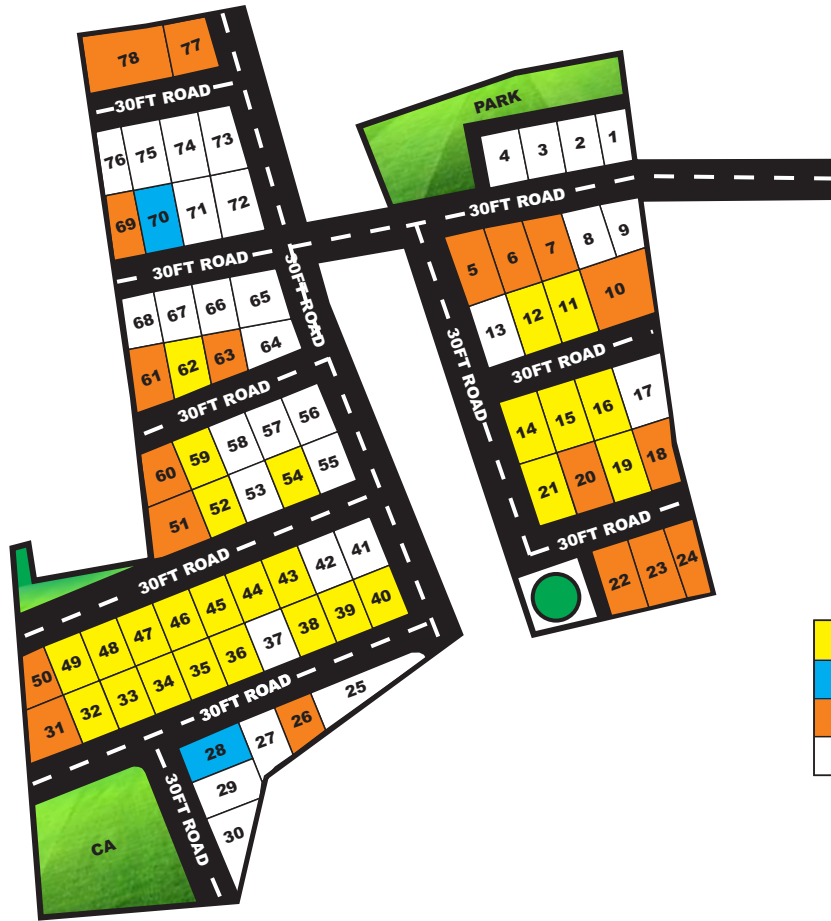 78 77
30FT ROAD
76 75 74 73
69 70 71 72
30FT ROAD
68 67 66 65
61 62 63 64
30FT ROAD
30FT ROAD
60 59 58 57 56
51 52 53 54 55
30FT ROAD
50 49 48 47 46 45 44 43 42 41
31 32 33 34 35 36 37 38 39 40
30FT ROAD
28 27 26 25
29
30
30FT ROAD
CA
PARK
4 3 2 1
30FT ROAD
5 6 7 8 9
13 12 11 10
30FT ROAD
30FT ROAD
14 15 16 17
21 20 19 18
30FT ROAD
22 23 24